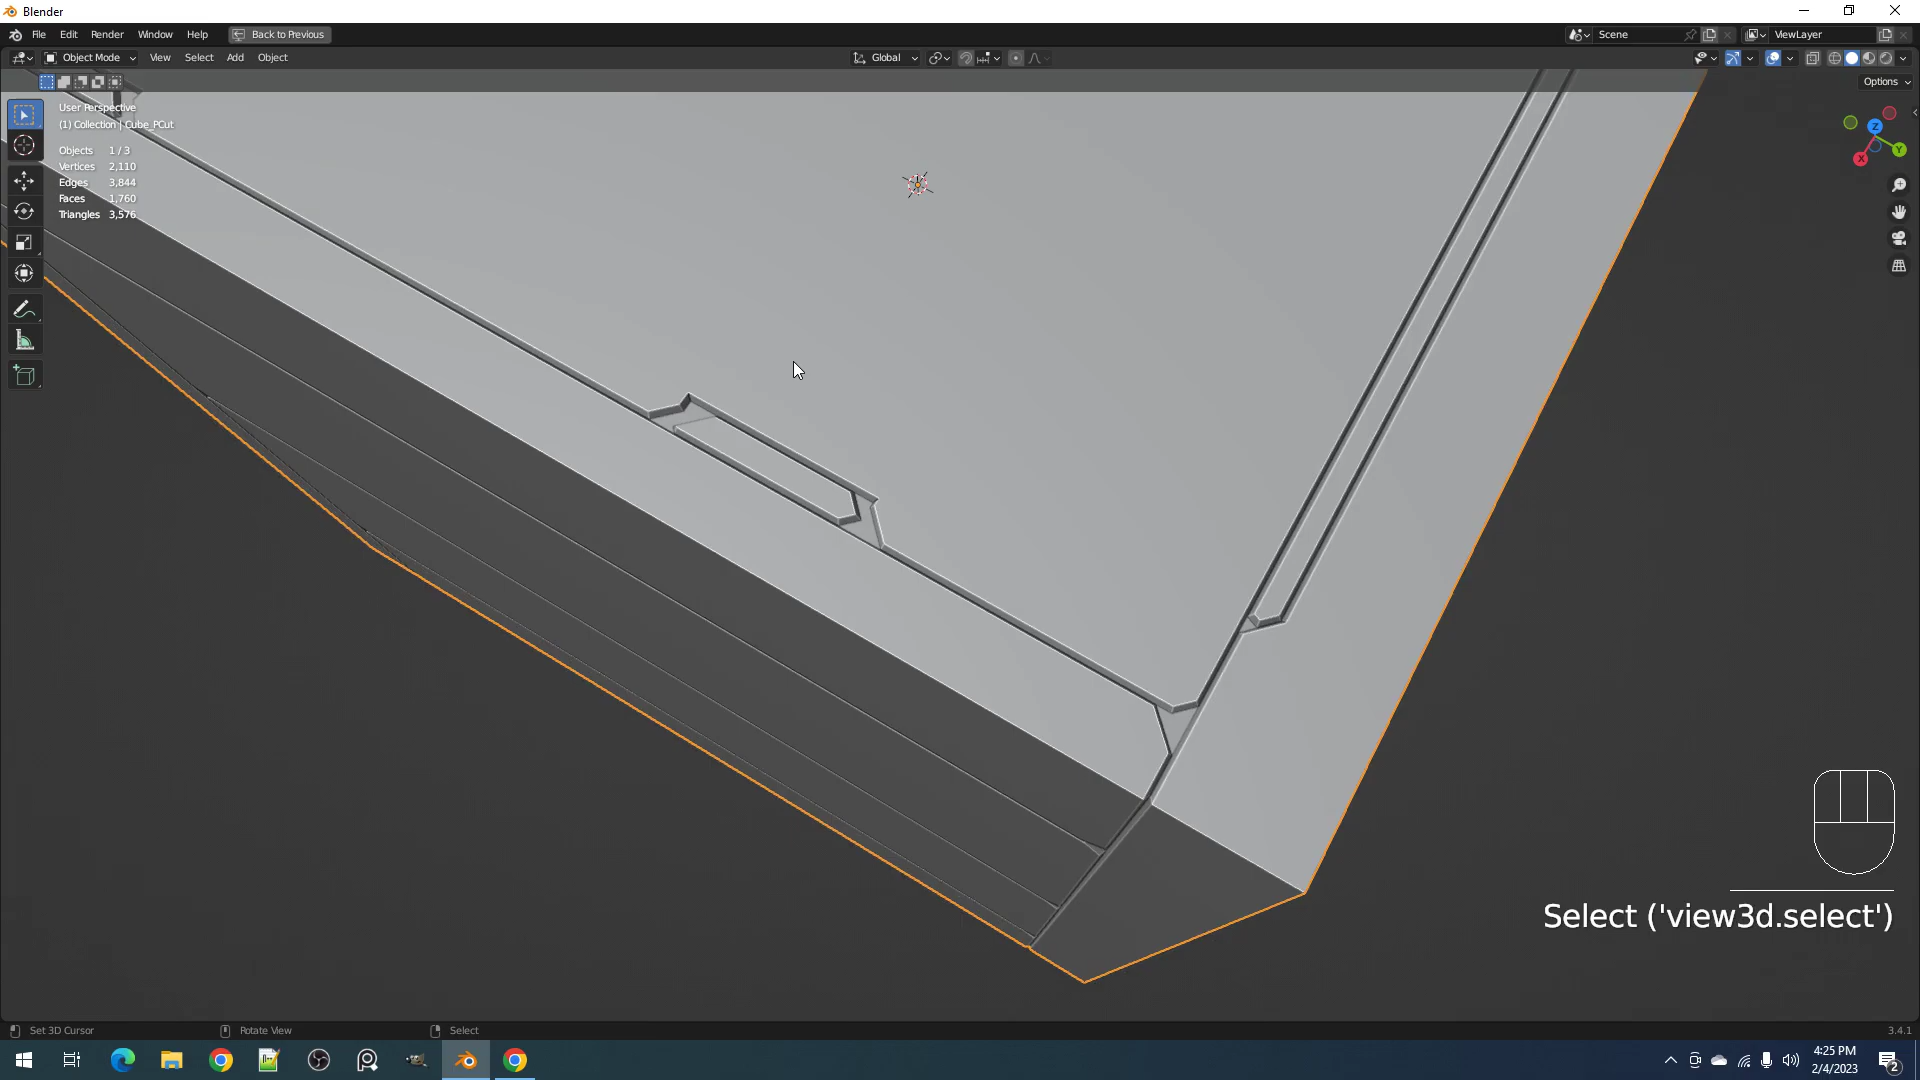 Blender
File Edit Render Window Help Back to Previous Scene ViewLayer
Object Mode View Select Add Object Global
Options
User Perspective
(1) Collection | Cube_PCut
Objects 1 / 3
Vertices 2,110
Edges 3,844
Faces 1,760
Triangles 3,576
Z
Y
X
Select ('view3d.select')
Set 3D Cursor Rotate View Select 3.4.1
4:25 PM
2/4/2023
2